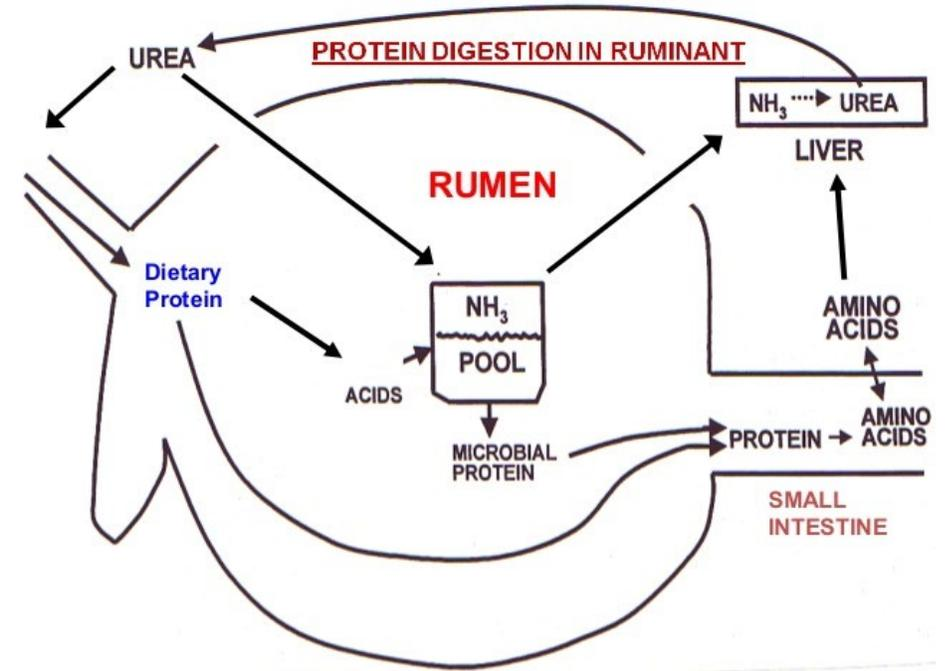 PROTEIN DIGESTION IN RUMINANT
UREA
NH₃ ····▶ UREA
LIVER
RUMEN
Dietary
Protein
NH₃
POOL
ACIDS
MICROBIAL
PROTEIN
AMINO
ACIDS
PROTEIN → AMINO
ACIDS
SMALL
INTESTINE